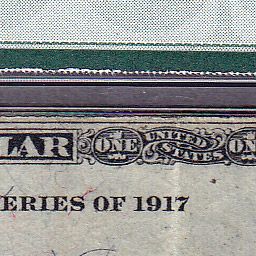 LAR ONE UNITED STATES ON
ERIES OF 1917